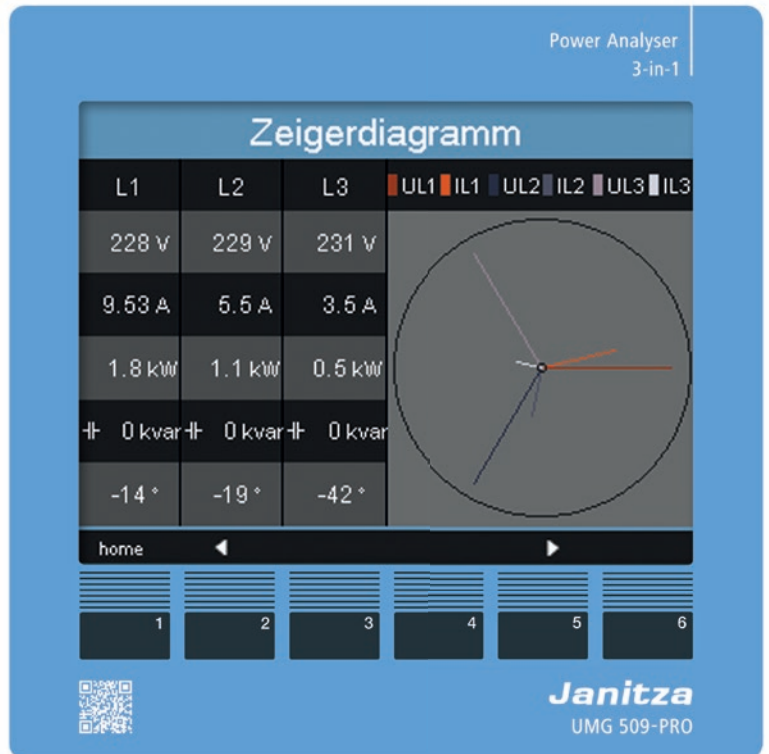 Power Analyser
3-in-1
Zeigerdiagramm
L1 L2 L3 UL1 IL1 UL2 IL2 UL3 IL3
228 V 229 V 231 V
9.53 A 5.5 A 3.5 A
1.8 kW 1.1 kW 0.5 kW
0 kvar 0 kvar 0 kvar
-14 ° -19 ° -42 °
home
1 2 3 4 5 6
Janitza
UMG 509-PRO